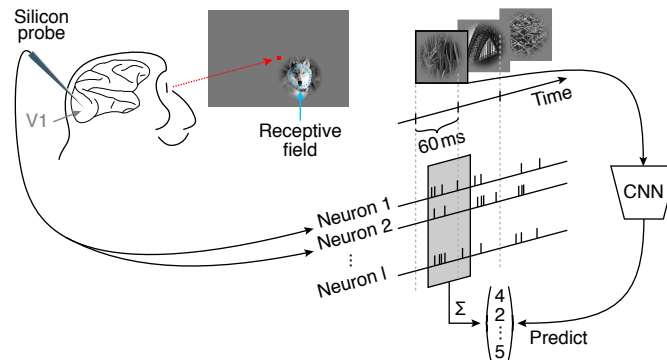 Silicon
probe
V1
Receptive
field
Time
60 ms
CNN
Neuron 1
Neuron 2
...
Neuron I
Σ
4
2
...
5
Predict